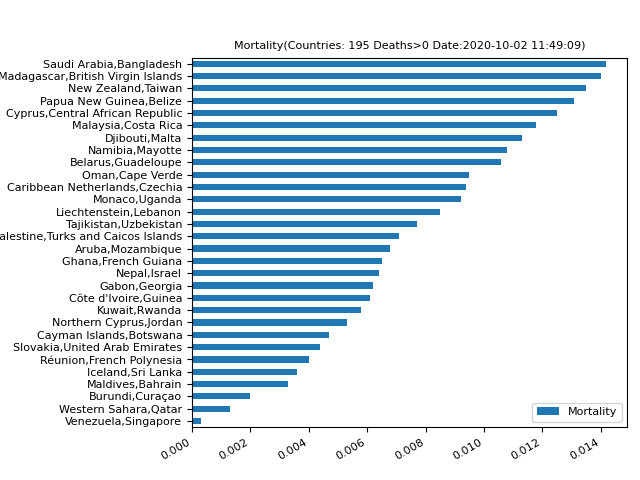 Mortality(Countries: 195 Deaths>0 Date:2020-10-02 11:49:09)
Saudi Arabia,Bangladesh
Madagascar,British Virgin Islands
New Zealand,Taiwan
Papua New Guinea,Belize
Cyprus,Central African Republic
Malaysia,Costa Rica
Djibouti,Malta
Namibia,Mayotte
Belarus,Guadeloupe
Oman,Cape Verde
Caribbean Netherlands,Czechia
Monaco,Uganda
Liechtenstein,Lebanon
Tajikistan,Uzbekistan
alestine,Turks and Caicos Islands
Aruba,Mozambique
Ghana,French Guiana
Nepal,Israel
Gabon,Georgia
Côte d'Ivoire,Guinea
Kuwait,Rwanda
Northern Cyprus,Jordan
Cayman Islands,Botswana
Slovakia,United Arab Emirates
Réunion,French Polynesia
Iceland,Sri Lanka
Maldives,Bahrain
Burundi,Curaçao
Western Sahara,Qatar
Venezuela,Singapore
Mortality
0.000 0.002 0.004 0.006 0.008 0.010 0.012 0.014